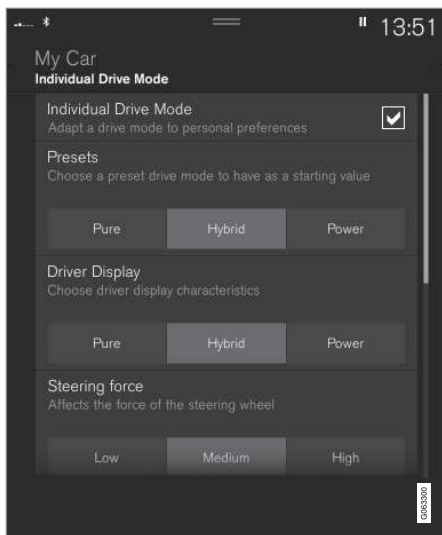 13:51
My Car
Individual Drive Mode
Individual Drive Mode
Adapt a drive mode to personal preferences
Presets
Choose a preset drive mode to have as a starting value
Pure Hybrid Power
Driver Display
Choose driver display characteristics
Pure Hybrid Power
Steering force
Affects the force of the steering wheel
Low Medium High
G063300